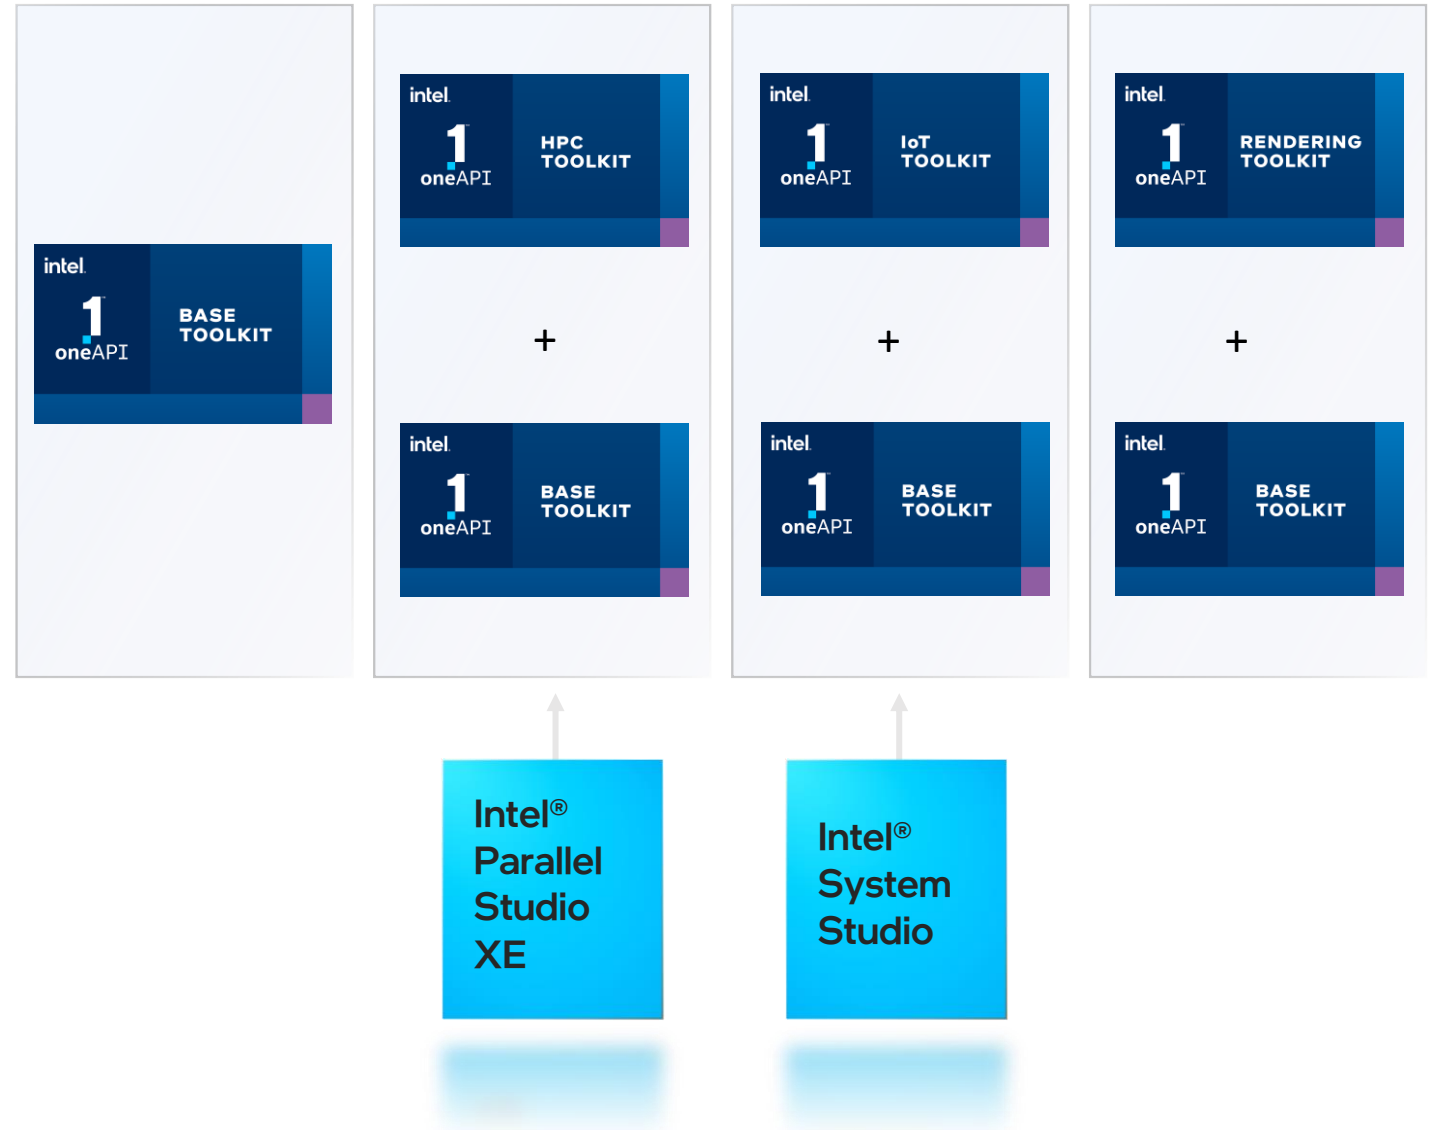 intel.
1
oneAPI
BASE
TOOLKIT
intel.
1
oneAPI
HPC
TOOLKIT
+
intel.
1
oneAPI
BASE
TOOLKIT
intel.
1
oneAPI
IoT
TOOLKIT
+
intel.
1
oneAPI
BASE
TOOLKIT
intel.
1
oneAPI
RENDERING
TOOLKIT
+
intel.
1
oneAPI
BASE
TOOLKIT
Intel®
Parallel
Studio
XE
Intel®
System
Studio